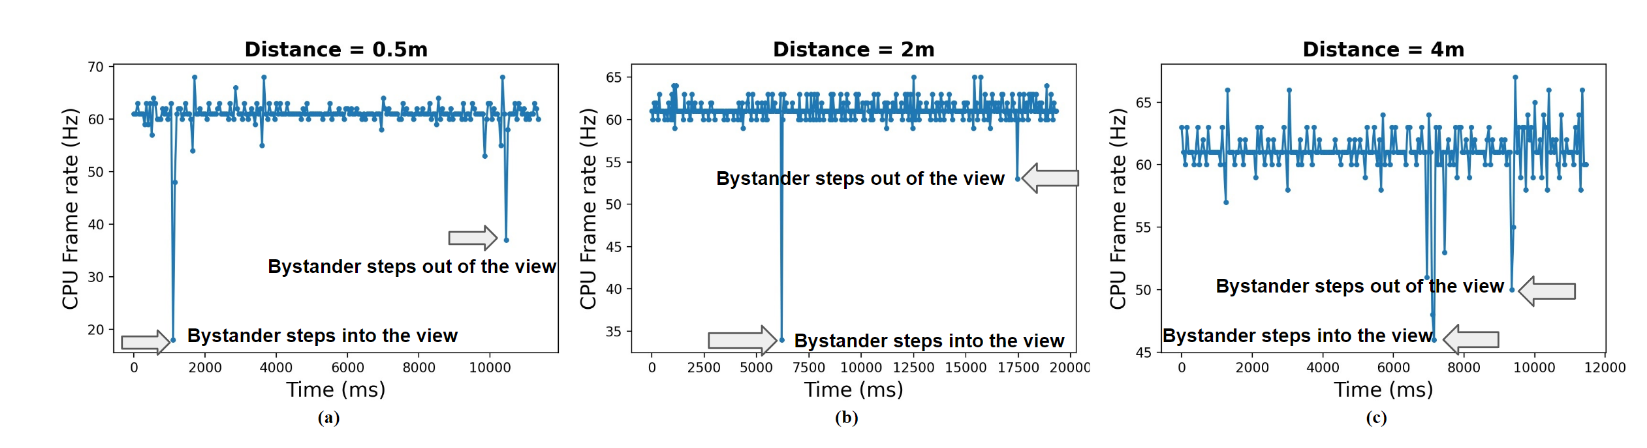 Distance = 0.5m
CPU Frame rate (Hz)
70
60
50
40
30
20
Bystander steps out of the view
Bystander steps into the view
0 2000 4000 6000 8000 10000
Time (ms)
(a)
Distance = 2m
CPU Frame rate (Hz)
65
60
55
50
45
40
35
Bystander steps out of the view
Bystander steps into the view
0 2500 5000 7500 10000 12500 15000 17500 20000
Time (ms)
(b)
Distance = 4m
CPU Frame rate (Hz)
65
60
55
50
45
Bystander steps out of the view
Bystander steps into the view
0 2000 4000 6000 8000 10000 12000
Time (ms)
(c)